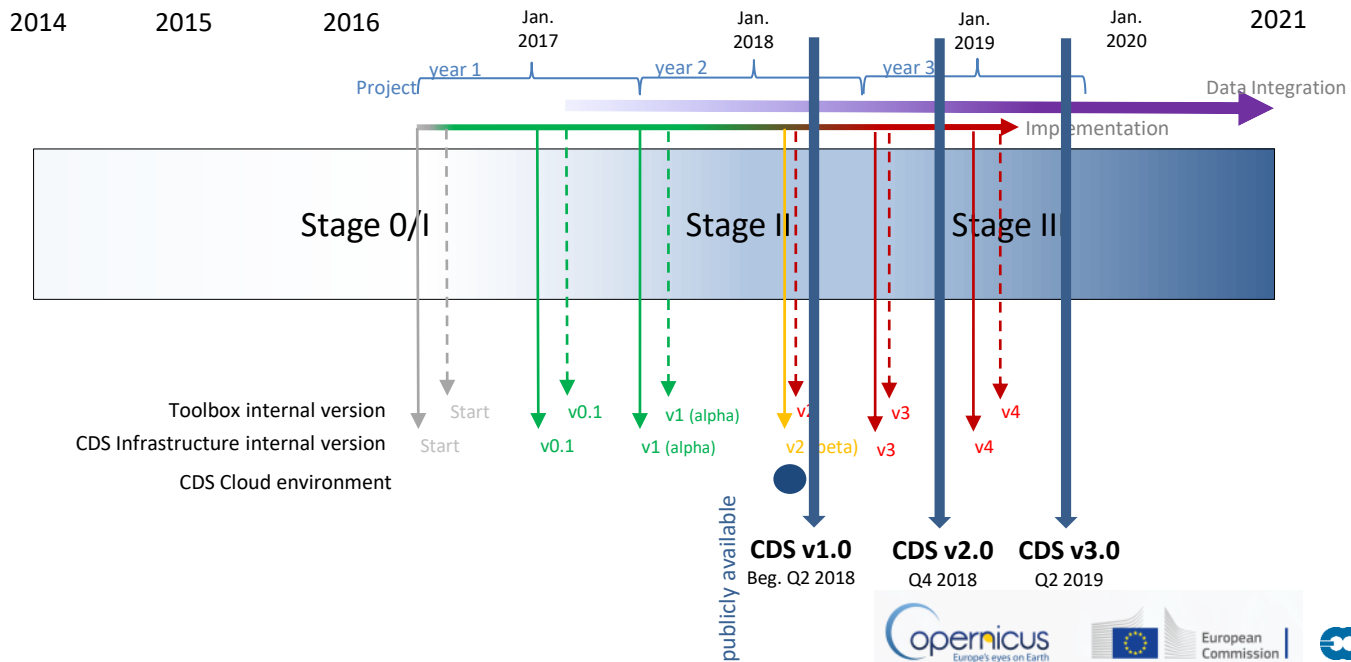 2014
2015
2016
Jan.
2017
Jan.
2018
Jan.
2019
Jan.
2020
2021
Project
year 1
year 2
year 3
Data Integration
Implementation
Stage 0/I
Stage II
Stage III
Toolbox internal version
Start
v0.1
v1 (alpha)
v2
v3
v4
CDS Infrastructure internal version
Start
v0.1
v1 (alpha)
v2 (beta)
v3
v4
CDS Cloud environment
publicly available
CDS v1.0
Beg. Q2 2018
CDS v2.0
Q4 2018
CDS v3.0
Q2 2019
Copernicus
Europe's eyes on Earth
European
Commission